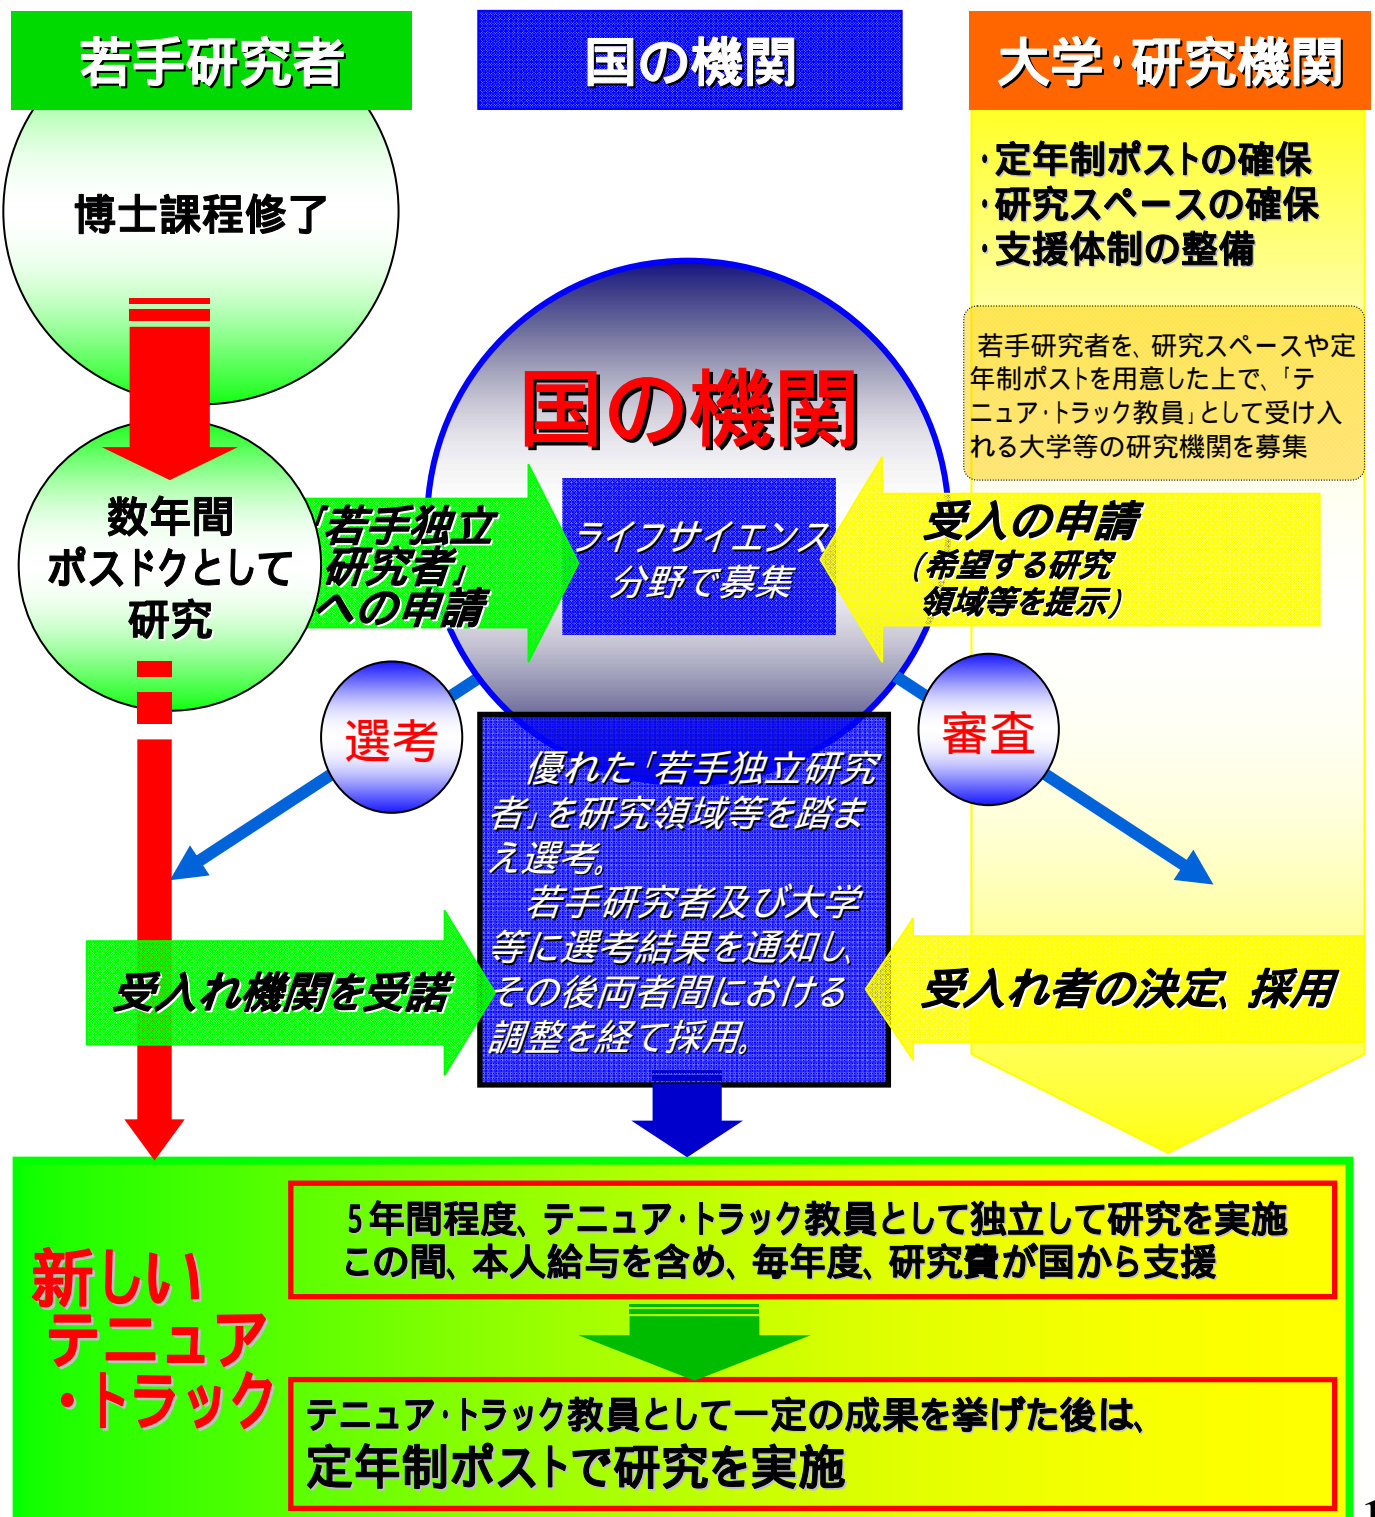 若手研究者
国の機関
大学・研究機関
博士課程修了
・定年制ポストの確保
・研究スペースの確保
・支援体制の整備
若手研究者を、研究スペースや定
年制ポストを用意した上で、「テ
ニュア・トラック教員」として受け入
れる大学等の研究機関を募集
国の機関
数年間
ポスドクとして
研究
「若手独立
研究者」
への申請
ライフサイエンス
分野で募集
受入の申請
(希望する研究
領域等を提示)
選考
審査
優れた「若手独立研究
者」を研究領域等を踏ま
え選考。
若手研究者及び大学
等に選考結果を通知し、
その後両者間における
調整を経て採用。
受入れ機関を受諾
受入れ者の決定、採用
新しい
テニュア
・トラック
5年間程度、テニュア・トラック教員として独立して研究を実施
この間、本人給与を含め、毎年度、研究費が国から支援
テニュア・トラック教員として一定の成果を挙げた後は、
定年制ポストで研究を実施